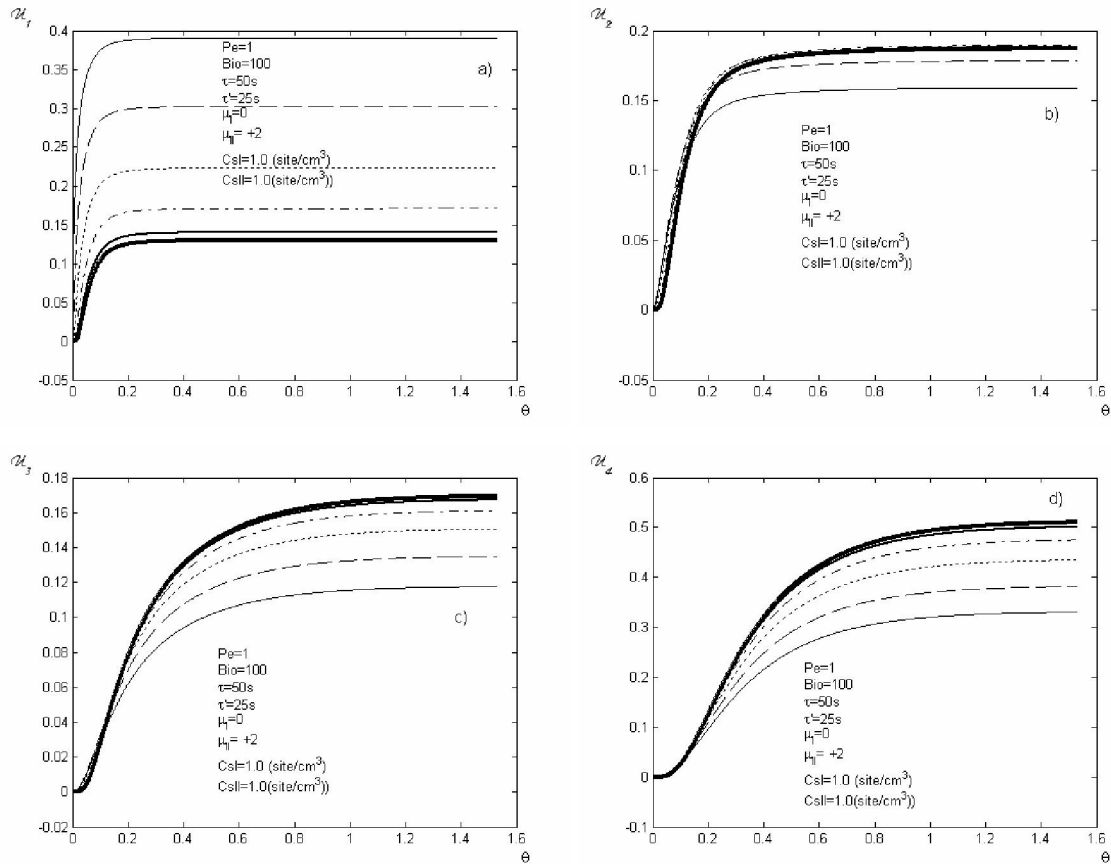 𝒰1
0.4
0.35
0.3
0.25
0.2
0.15
0.1
0.05
0
-0.05
0 0.2 0.4 0.6 0.8 1 1.2 1.4 1.6
θ
Pe=1
Bio=100
τ=50s
τ'=25s
μI=0
μII= +2
CsI=1.0 (site/cm³)
CsII=1.0(site/cm³))
a)
𝒰2
0.2
0.15
0.1
0.05
0
-0.05
0 0.2 0.4 0.6 0.8 1 1.2 1.4 1.6
θ
b)
Pe=1
Bio=100
τ=50s
τ'=25s
μI=0
μII= +2
CsI=1.0 (site/cm³)
CsII=1.0(site/cm³))
𝒰3
0.18
0.16
0.14
0.12
0.1
0.08
0.06
0.04
0.02
0
-0.02
0 0.2 0.4 0.6 0.8 1 1.2 1.4 1.6
θ
c)
Pe=1
Bio=100
τ=50s
τ'=25s
μI=0
μII= +2
CsI=1.0 (site/cm³)
CsII=1.0(site/cm³))
𝒰4
0.6
0.5
0.4
0.3
0.2
0.1
0
-0.1
0 0.2 0.4 0.6 0.8 1 1.2 1.4 1.6
θ
d)
Pe=1
Bio=100
τ=50s
τ'=25s
μI=0
μII= +2
CsI=1.0 (site/cm³)
CsII=1.0(site/cm³))